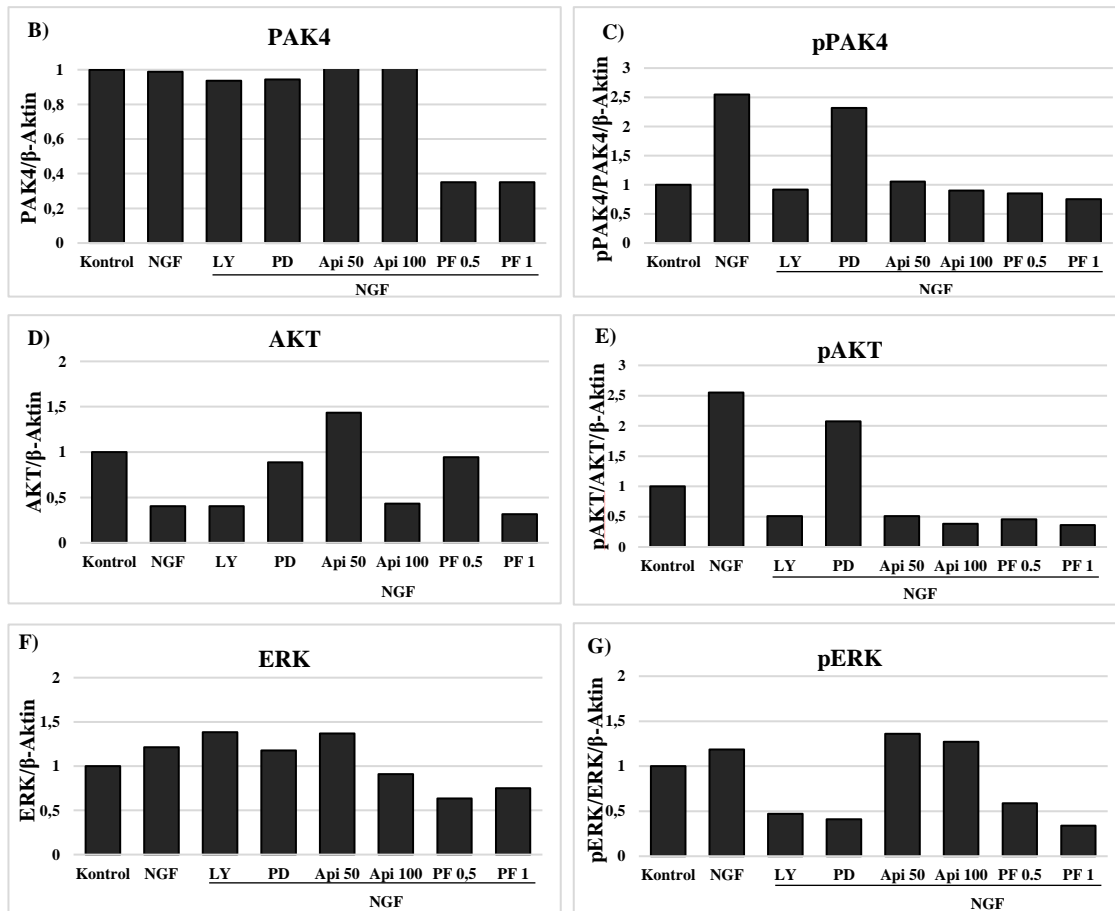 B)
PAK4
PAK4/β-Aktin
1
0,8
0,6
0,4
0,2
0
Kontrol NGF LY PD Api 50 Api 100 PF 0.5 PF 1
NGF
C)
pPAK4
pPAK4/PAK4/β-Aktin
3
2,5
2
1,5
1
0,5
0
Kontrol NGF LY PD Api 50 Api 100 PF 0.5 PF 1
NGF
D)
AKT
AKT/β-Aktin
2
1,5
1
0,5
0
Kontrol NGF LY PD Api 50 Api 100 PF 0.5 PF 1
NGF
E)
pAKT
pAKT/AKT/β-Aktin
3
2,5
2
1,5
1
0,5
0
Kontrol NGF LY PD Api 50 Api 100 PF 0.5 PF 1
NGF
F)
ERK
ERK/β-Aktin
2
1,5
1
0,5
0
Kontrol NGF LY PD Api 50 Api 100 PF 0,5 PF 1
NGF
G)
pERK
pERK/ERK/β-Aktin
2
1,5
1
0,5
0
Kontrol NGF LY PD Api 50 Api 100 PF 0.5 PF 1
NGF